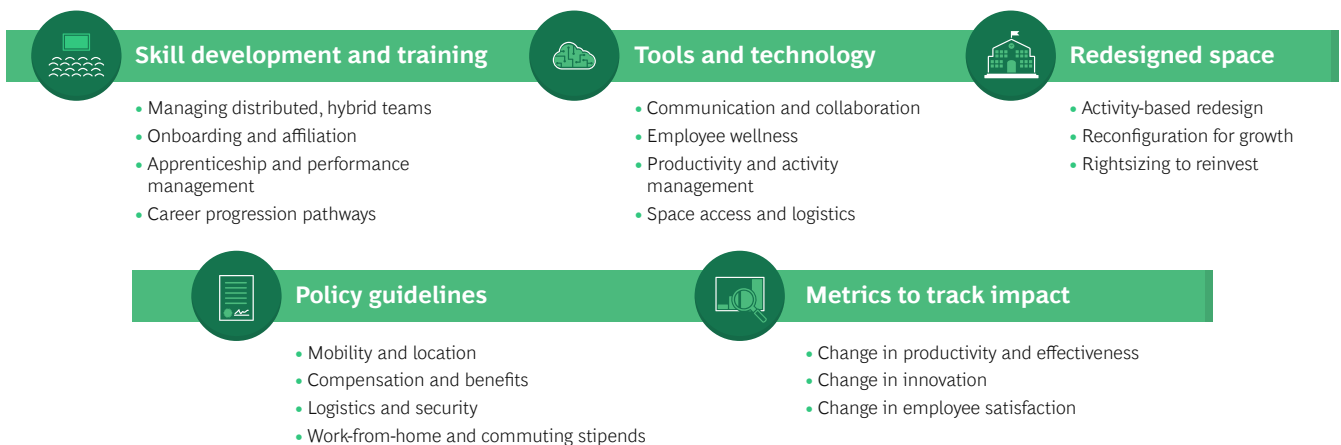 Skill development and training
• Managing distributed, hybrid teams
• Onboarding and affiliation
• Apprenticeship and performance
management
• Career progression pathways
Tools and technology
• Communication and collaboration
• Employee wellness
• Productivity and activity
management
• Space access and logistics
Redesigned space
• Activity-based redesign
• Reconfiguration for growth
• Rightsizing to reinvest
Policy guidelines
• Mobility and location
• Compensation and benefits
• Logistics and security
• Work-from-home and commuting stipends
Metrics to track impact
• Change in productivity and effectiveness
• Change in innovation
• Change in employee satisfaction